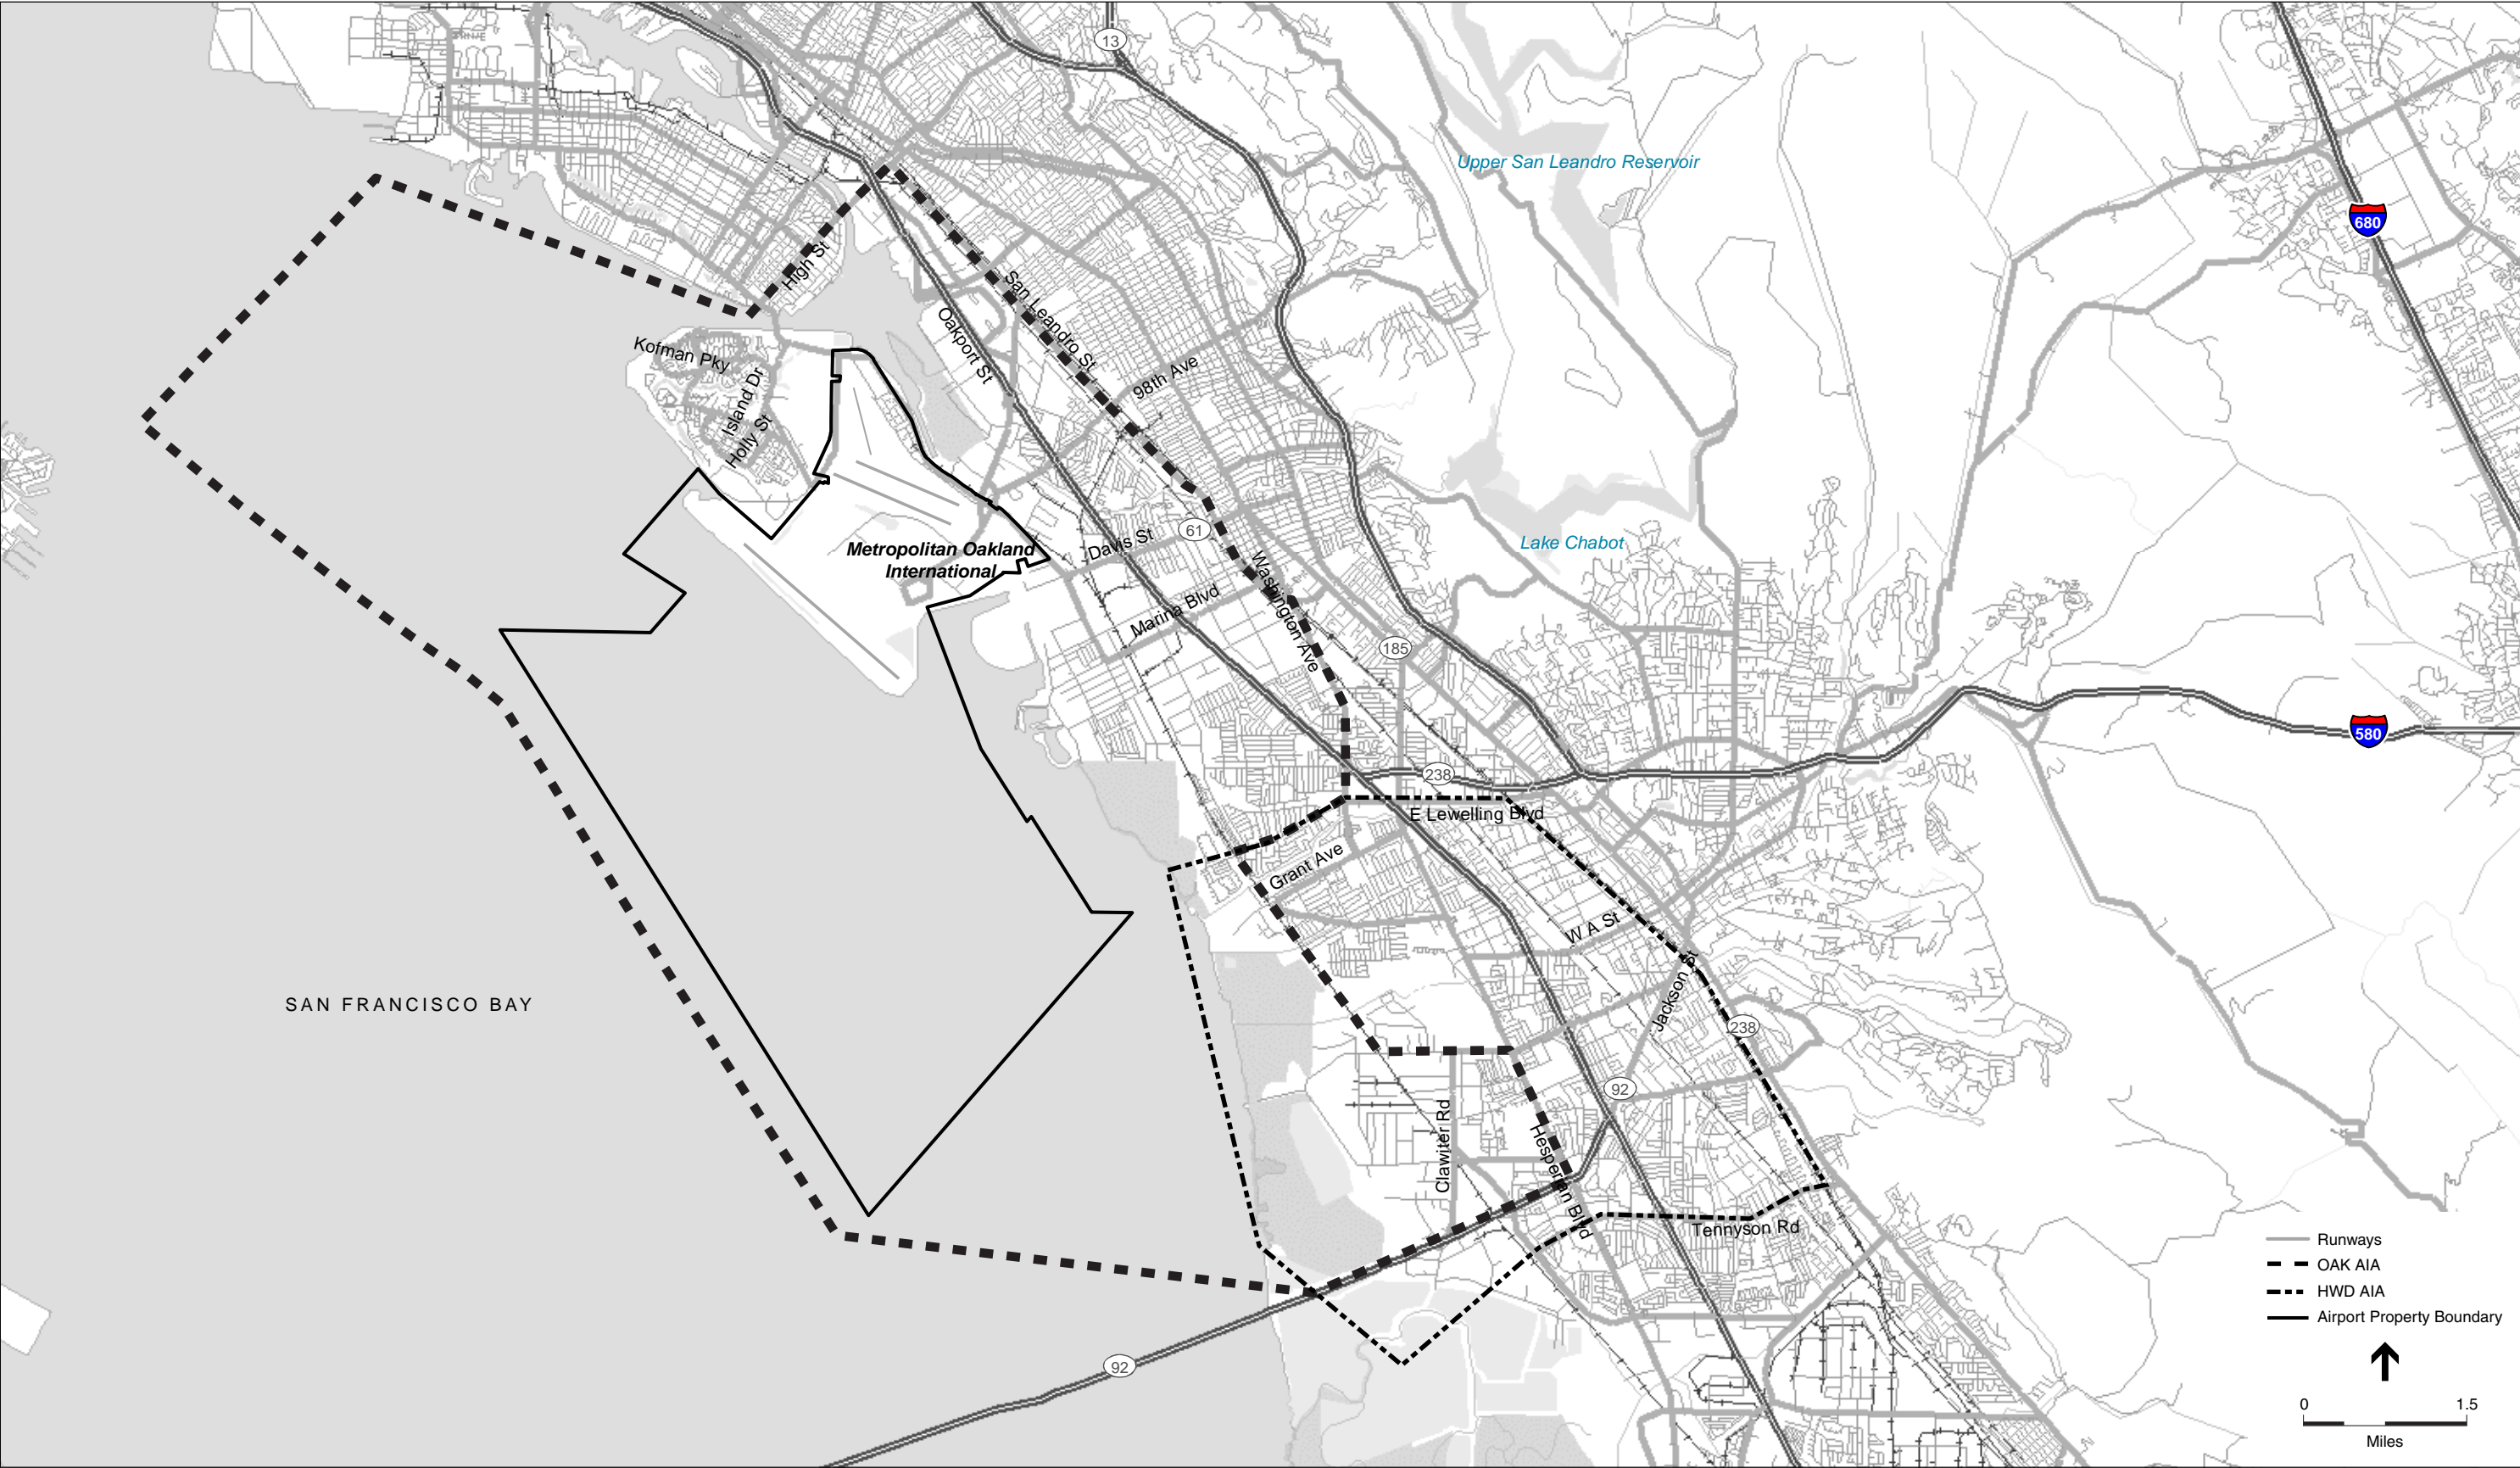 13
Upper San Leandro Reservoir
680
High St
San Leandro St
Oakport St
Kofman Pky
Island Dr
Holly St
98th Ave
61
Davis St
Metropolitan Oakland
International
Lake Chabot
Washington Ave
Marina Blvd
185
580
238
E Lewelling Blvd
Grant Ave
W A St
Jackson St
SAN FRANCISCO BAY
238
92
Clawiter Rd
Hesperian Blvd
Tennyson Rd
92
Runways
OAK AIA
HWD AIA
Airport Property Boundary
0 1.5
Miles